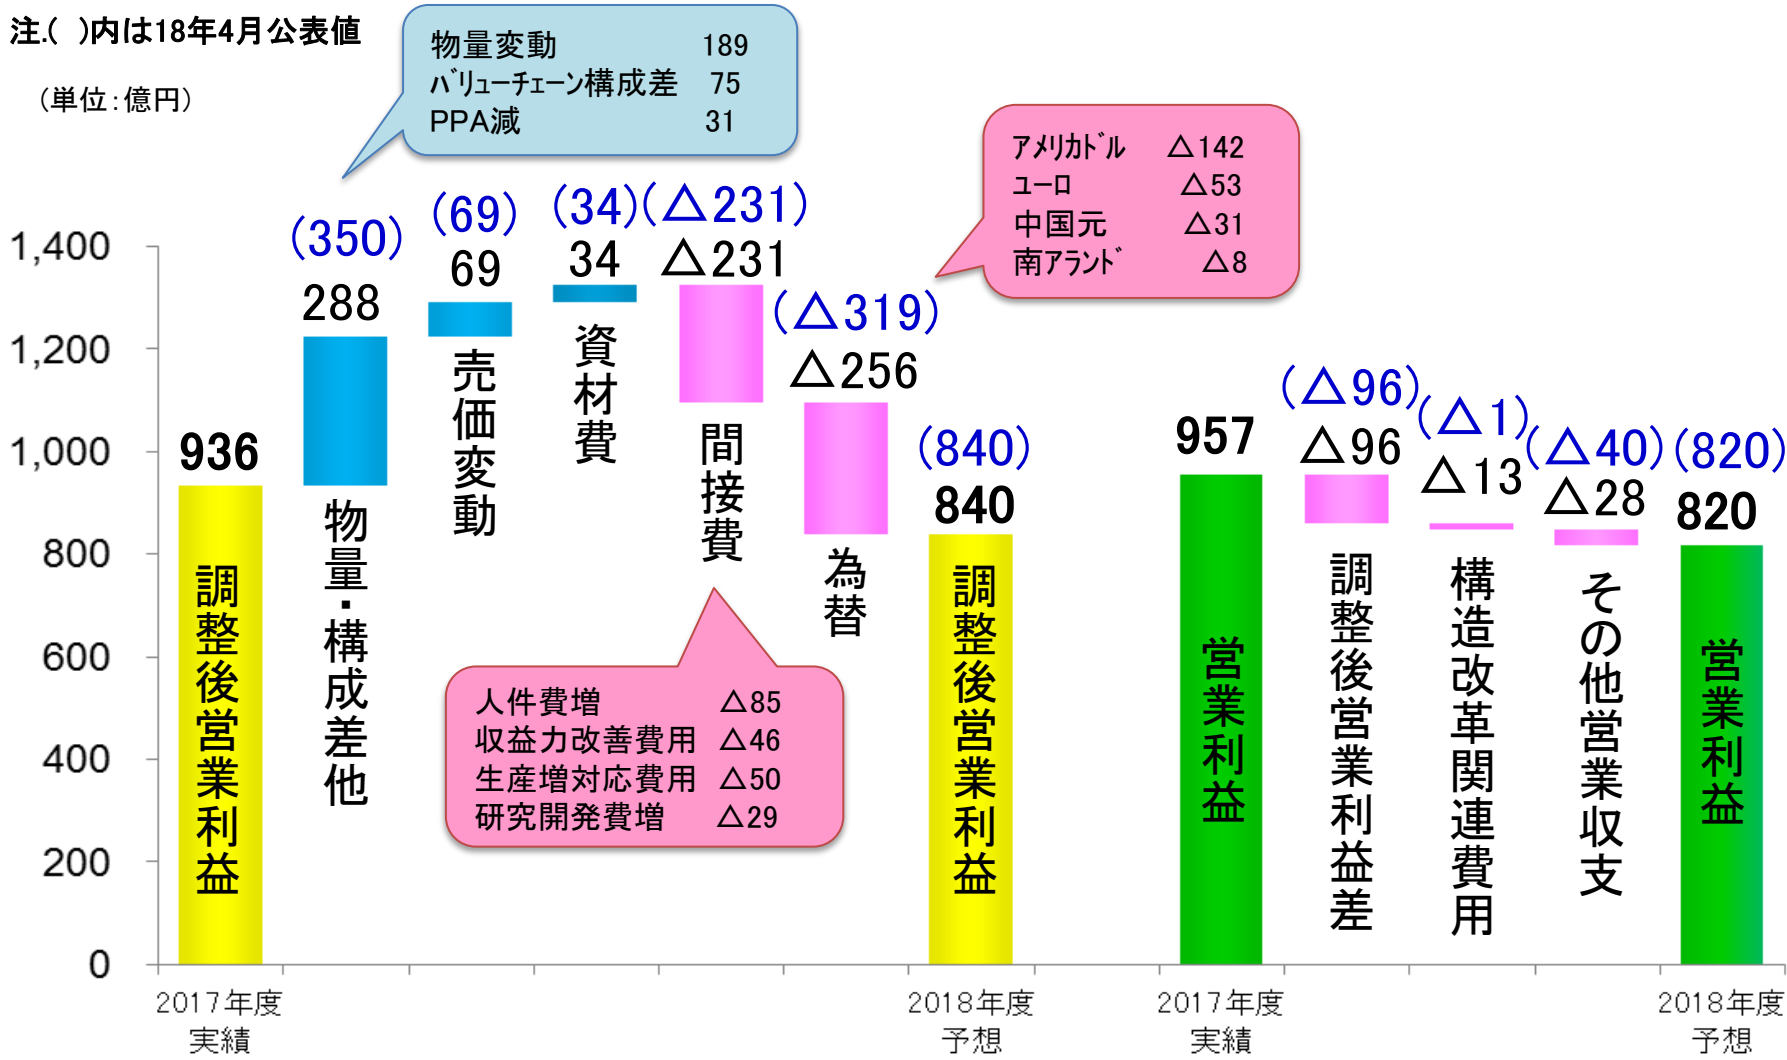 注.( )内は18年4月公表値
(単位:億円)
物量変動 189
バリューチェーン構成差 75
PPA減 31
アメリカドル △142
ユーロ △53
中国元 △31
南アランド △8
(350)
288
物量・構成差他
(69)
69
売価変動
(34)
34
資材費
(△231)
△231
間接費
(△319)
△256
為替
936
調整後営業利益
(840)
840
調整後営業利益
957
営業利益
(△96)
△96
調整後営業利益差
(△1)
△13
構造改革関連費用
(△40)
△28
その他営業収支
(820)
820
営業利益
人件費増 △85
収益力改善費用 △46
生産増対応費用 △50
研究開発費増 △29
1,400
1,200
1,000
800
600
400
200
0
2017年度
実績
2018年度
予想
2017年度
実績
2018年度
予想